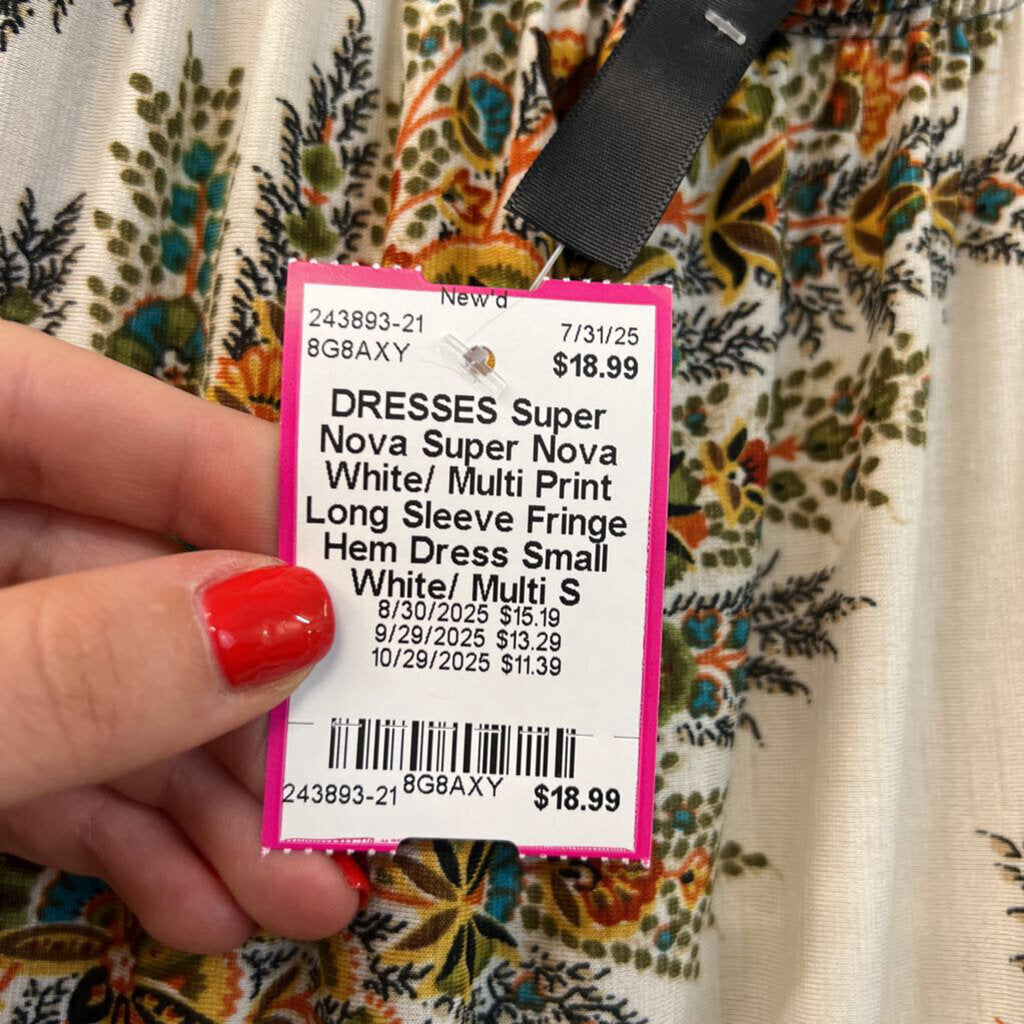 New'd
243893-21
7/31/25
8G8AXY
$18.99
DRESSES Super
Nova Super Nova
White/ Multi Print
Long Sleeve Fringe
Hem Dress Small
White/ Multi S
8/30/2025 $15.19
9/29/2025 $13.29
10/29/2025 $11.39
243893-21 8G8AXY $18.99